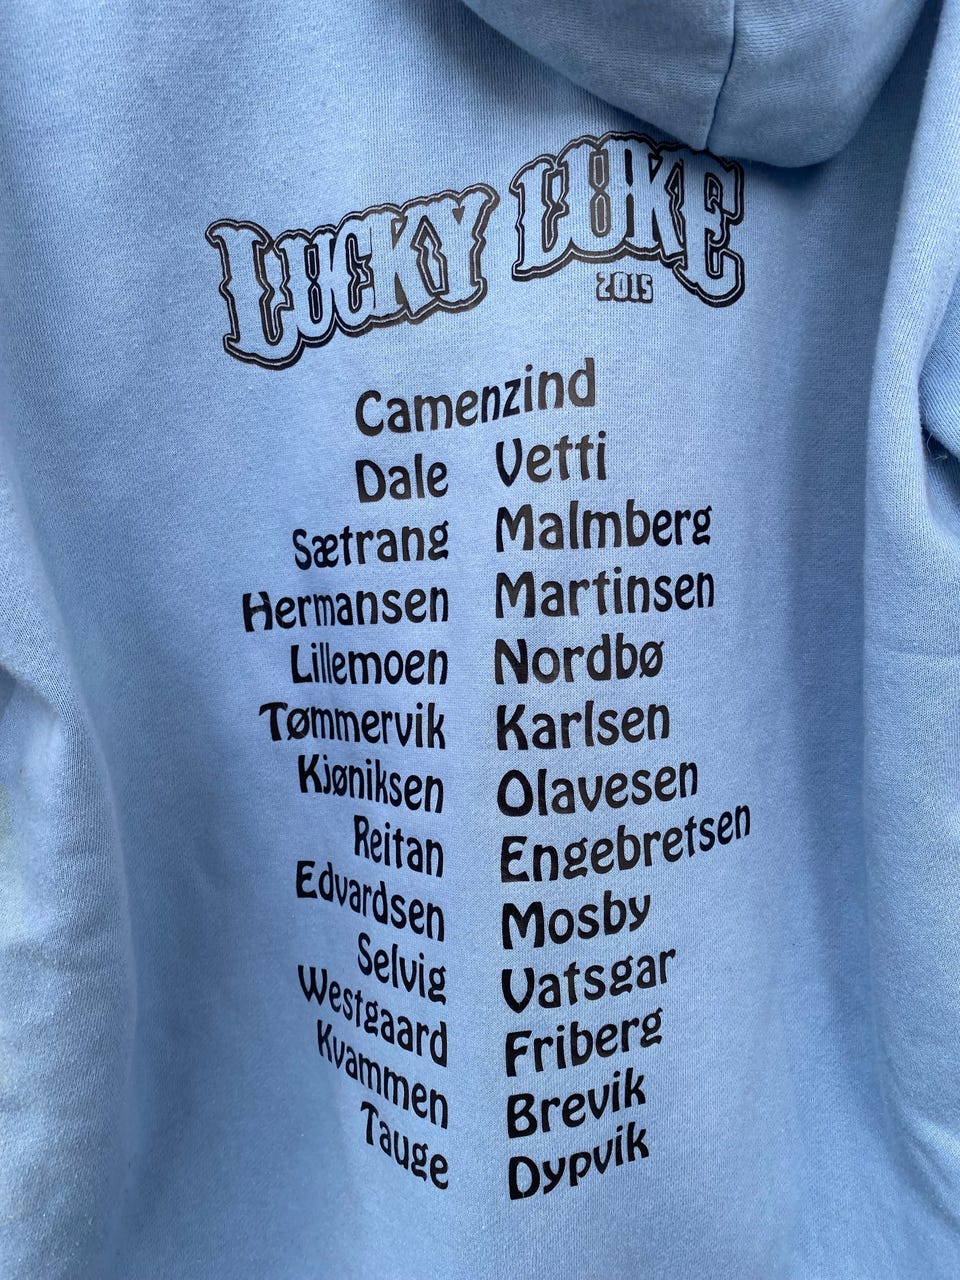 LUCKY LUKE
2015
Camenzind
Dale Vetti
Sætrang Malmberg
Hermansen Martinsen
Lillemoen Nordbø
Tømmervik Karlsen
Kjøniksen Olavesen
Reitan Engebretsen
Edvardsen Mosby
Selvig Vatsgar
Westgaard Friberg
Kvammen Brevik
Tauge Dypvik